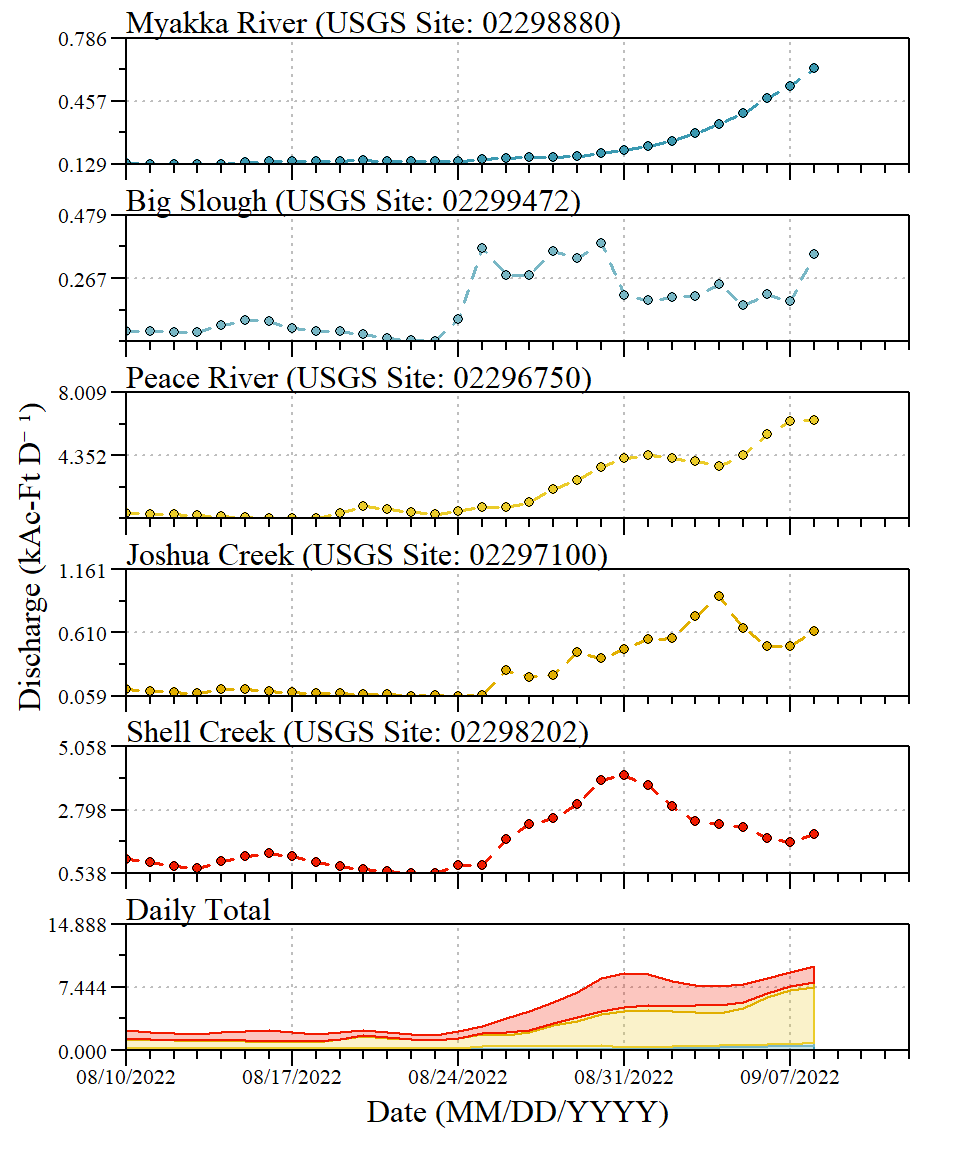 Myakka River (USGS Site: 02298880)
0.786
0.457
0.129
Big Slough (USGS Site: 02299472)
0.479
0.267
Peace River (USGS Site: 02296750)
8.009
4.352
Joshua Creek (USGS Site: 02297100)
1.161
0.610
0.059
Shell Creek (USGS Site: 02298202)
5.058
2.798
0.538
Daily Total
14.888
7.444
0.000
Discharge (kAc-Ft D⁻¹)
08/10/2022 08/17/2022 08/24/2022 08/31/2022 09/07/2022
Date (MM/DD/YYYY)